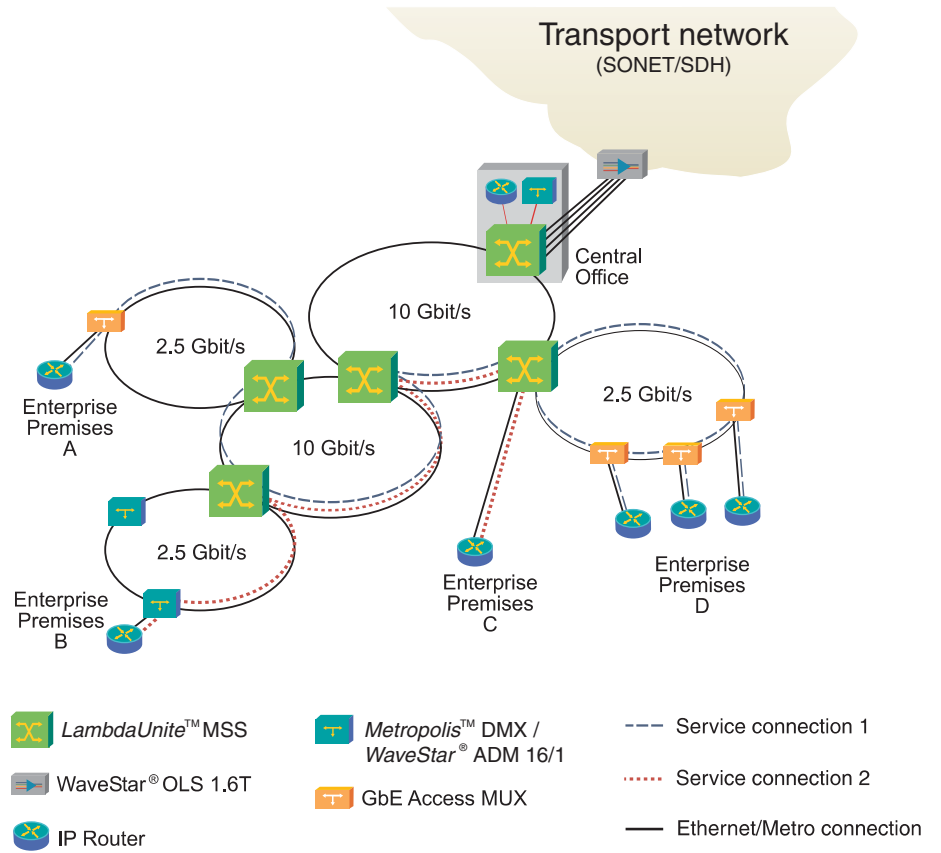 Transport network
(SONET/SDH)
Central
Office
10 Gbit/s
2.5 Gbit/s
Enterprise
Premises
A
2.5 Gbit/s
10 Gbit/s
2.5 Gbit/s
Enterprise
Premises
B
Enterprise
Premises
C
Enterprise
Premises
D
LambdaUnite™ MSS
WaveStar® OLS 1.6T
IP Router
Metropolis™ DMX /
WaveStar® ADM 16/1
GbE Access MUX
Service connection 1
Service connection 2
Ethernet/Metro connection